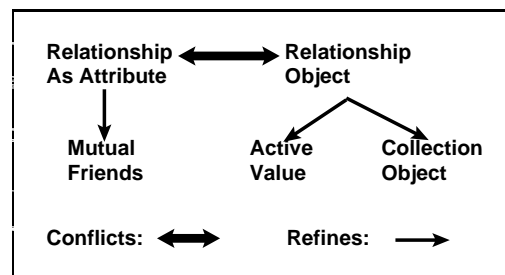 Relationship As Attribute
Relationship Object
Mutual Friends
Active Value
Collection Object
Conflicts:
Refines: